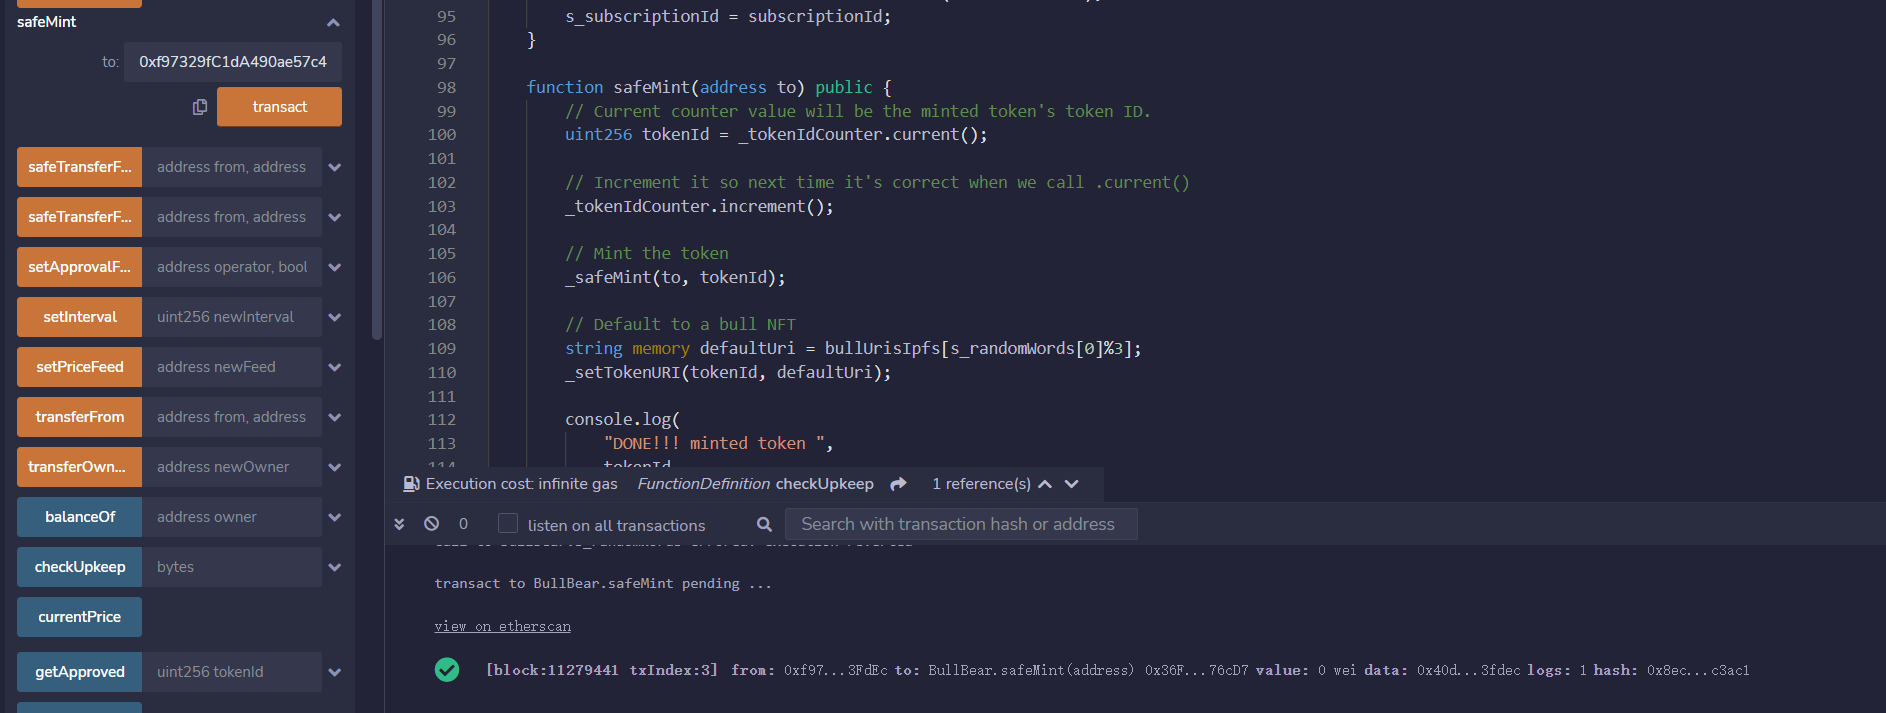 safeMint
to: 0xf97329fC1dA490ae57c4
transact
safeTransferF... address from, address
safeTransferF... address from, address
setApprovalF... address operator, bool
setInterval uint256 newInterval
setPriceFeed address newFeed
transferFrom address from, address
transferOwn... address newOwner
balanceOf address owner
checkUpkeep bytes
currentPrice
getApproved uint256 tokenId
95 s_subscriptionId = subscriptionId;
96 }
97
98 function safeMint(address to) public {
99 // Current counter value will be the minted token's token ID.
100 uint256 tokenId = _tokenIdCounter.current();
101
102 // Increment it so next time it's correct when we call .current()
103 _tokenIdCounter.increment();
104
105 // Mint the token
106 _safeMint(to, tokenId);
107
108 // Default to a bull NFT
109 string memory defaultUri = bullUrisIpfs[s_randomWords[0]%3];
110 _setTokenURI(tokenId, defaultUri);
111
112 console.log(
113 "DONE!!! minted token ",
114 tokenId
Execution cost: infinite gas FunctionDefinition checkUpkeep 1 reference(s)
0 listen on all transactions Search with transaction hash or address
transact to BullBear.safeMint pending ...
view on etherscan
[block:11279441 txIndex:3] from: 0xf97...3FdEc to: BullBear.safeMint(address) 0x36F...76cD7 value: 0 wei data: 0x40d...3fdec logs: 1 hash: 0x8ec...c3ac1